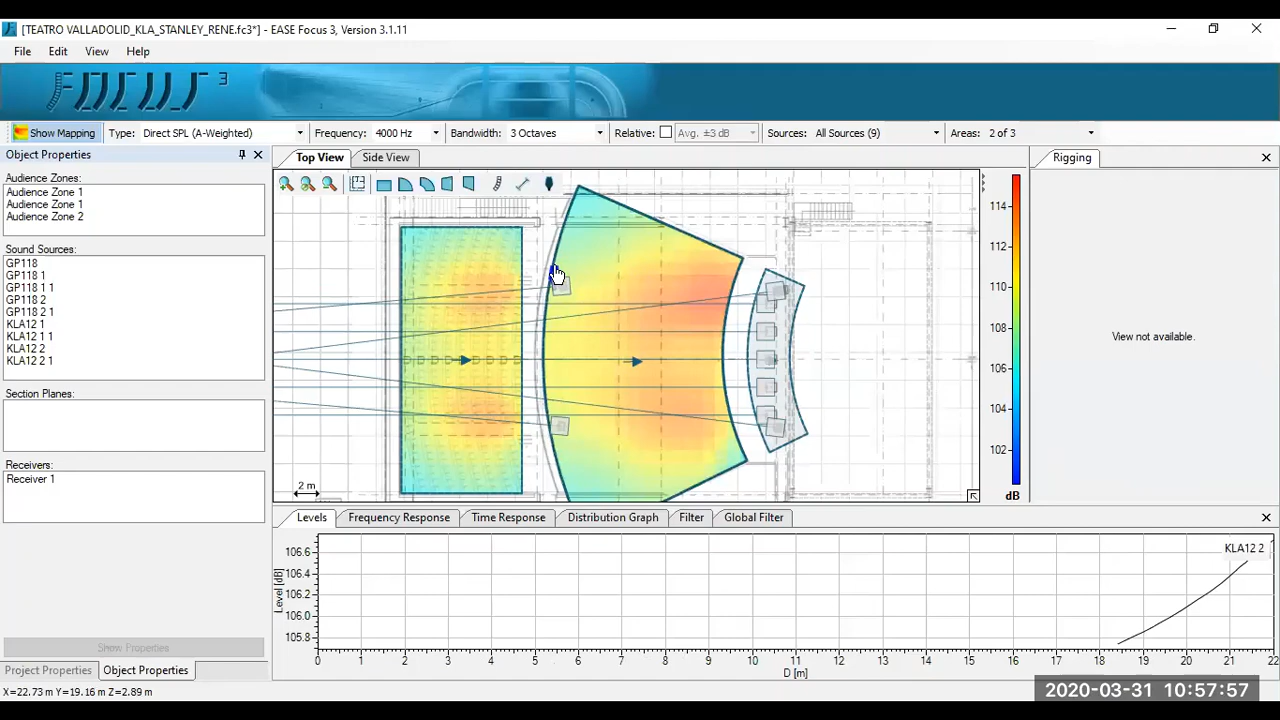 [TEATRO VALLADOLID_KLA_STANLEY_RENE.fc3*] - EASE Focus 3, Version 3.1.11
File Edit View Help
FOCUS 3
Show Mapping Type: Direct SPL (A-Weighted) Frequency: 4000 Hz Bandwidth: 3 Octaves Relative: Avg. ±3 dB Sources: All Sources (9) Areas: 2 of 3
Object Properties
Audience Zones:
Audience Zone 1
Audience Zone 1
Audience Zone 2
Sound Sources:
GP118
GP118 1
GP118 1 1
GP118 2
GP118 2 1
KLA12 1
KLA12 1 1
KLA12 2
KLA12 2 1
Section Planes:
Receivers:
Receiver 1
Show Properties
Project Properties Object Properties
X=22.73 m Y=19.16 m Z=2.89 m
Top View Side View
2 m
114
112
110
108
106
104
102
dB
Rigging
View not available.
Levels Frequency Response Time Response Distribution Graph Filter Global Filter
KLA12 2
Level [dB]
106.6
106.4
106.2
106.0
105.8
0 1 2 3 4 5 6 7 8 9 10 11 12 13 14 15 16 17 18 19 20 21 22
D [m]
2020-03-31 10:57:57